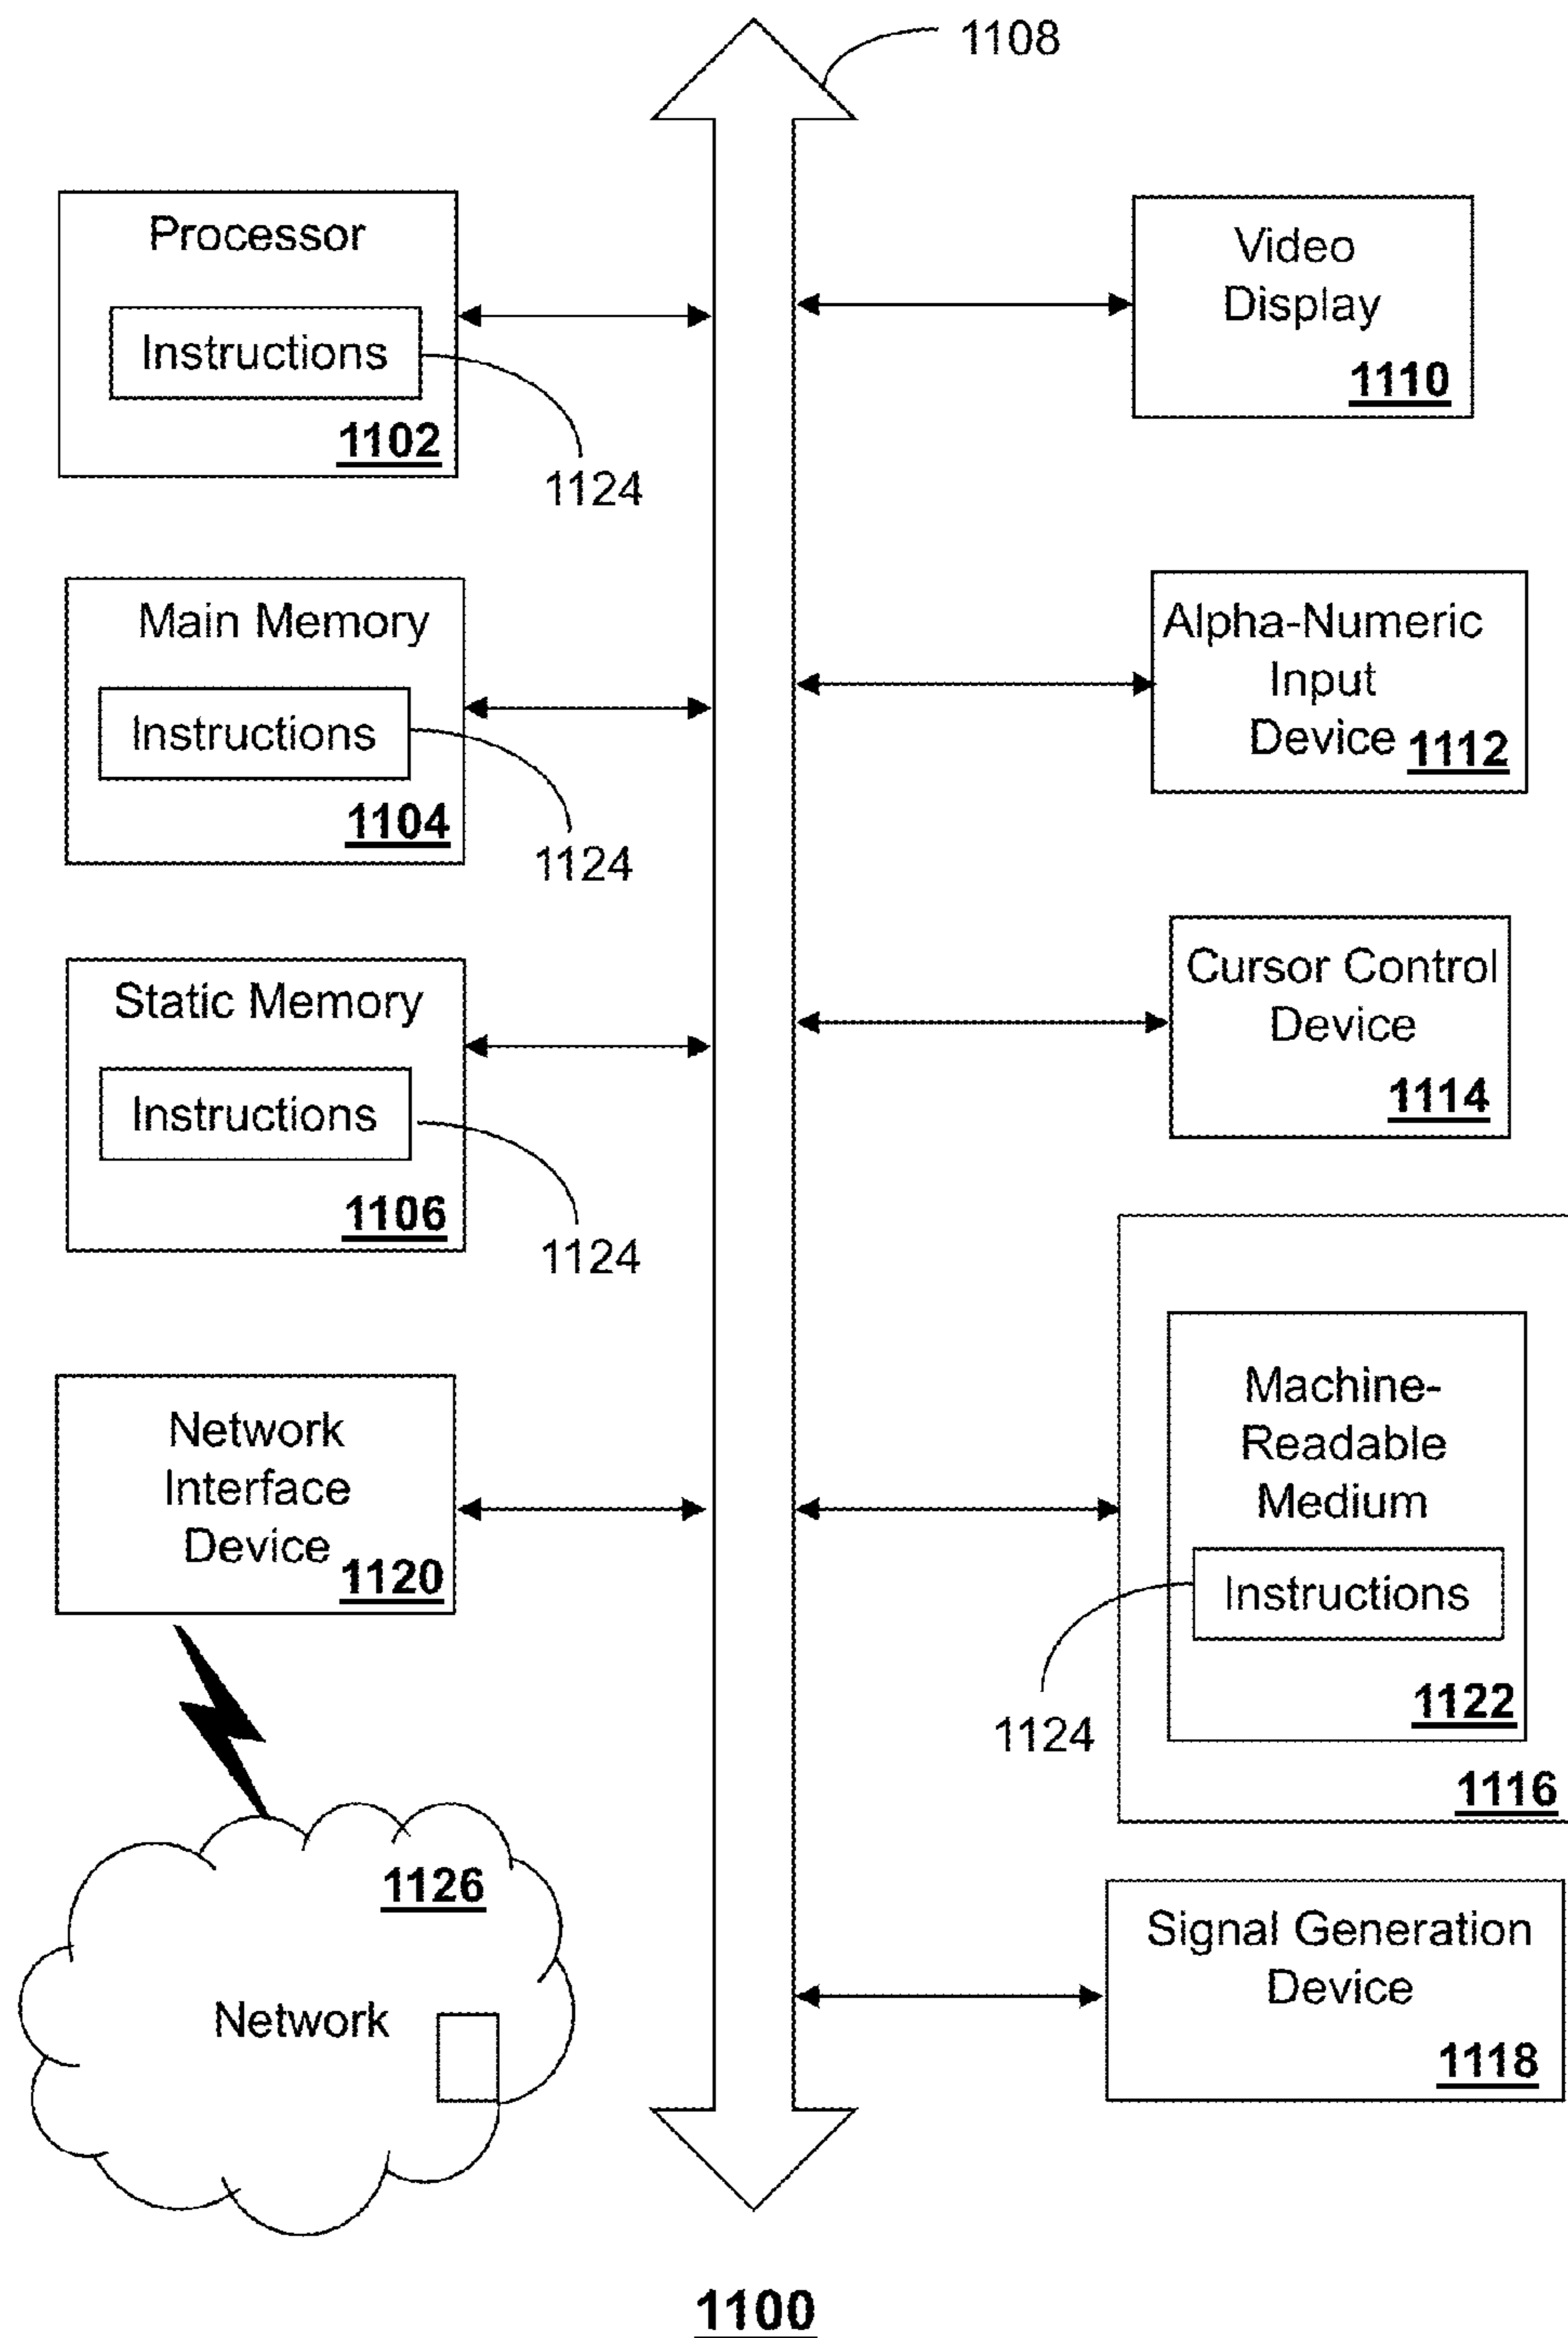 1108
Processor
Instructions
1102
1124
Main Memory
Instructions
1104
1124
Static Memory
Instructions
1106
1124
Network
Interface
Device
1120
1126
Network
Video
Display
1110
Alpha-Numeric
Input
Device 1112
Cursor Control
Device
1114
Machine-
Readable
Medium
Instructions
1124
1122
1116
Signal Generation
Device
1118
1100